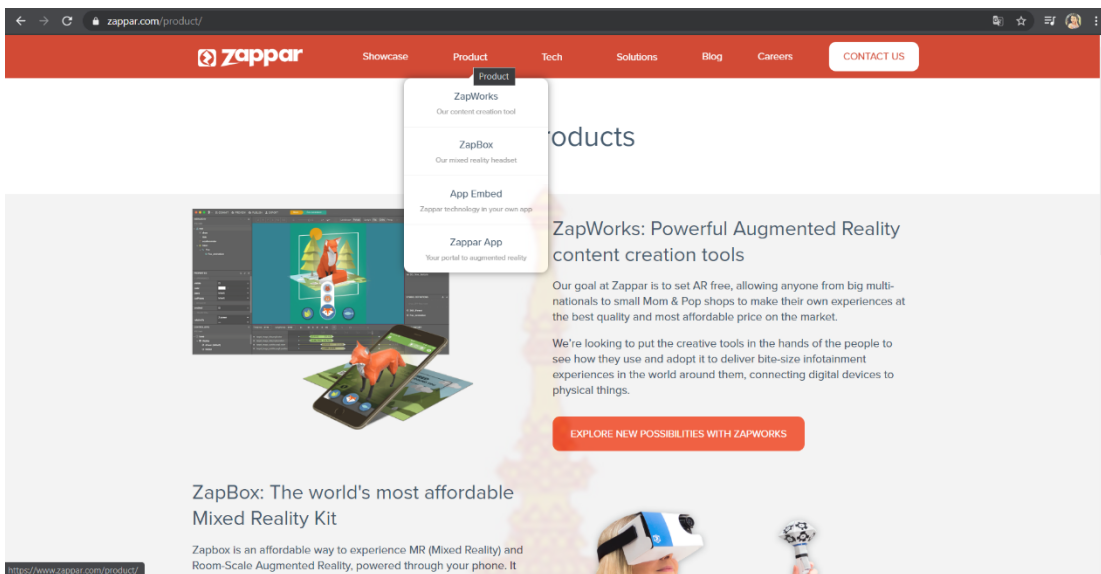 zappar.com/product/
zappar
Showcase
Product
Tech
Solutions
Blog
Careers
CONTACT US
Product
ZapWorks
Our content creation tool
ZapBox
Our mixed reality headset
App Embed
Zappar technology in your own app
Zappar App
Your portal to augmented reality
oducts
ZapWorks: Powerful Augmented Reality
content creation tools
Our goal at Zappar is to set AR free, allowing anyone from big multi-
nationals to small Mom & Pop shops to make their own experiences at
the best quality and most affordable price on the market.
We're looking to put the creative tools in the hands of the people to
see how they use and adopt it to deliver bite-size infotainment
experiences in the world around them, connecting digital devices to
physical things.
EXPLORE NEW POSSIBILITIES WITH ZAPWORKS
ZapBox: The world's most affordable
Mixed Reality Kit
Zapbox is an affordable way to experience MR (Mixed Reality) and
Room-Scale Augmented Reality, powered through your phone. It
https://www.zappar.com/product/